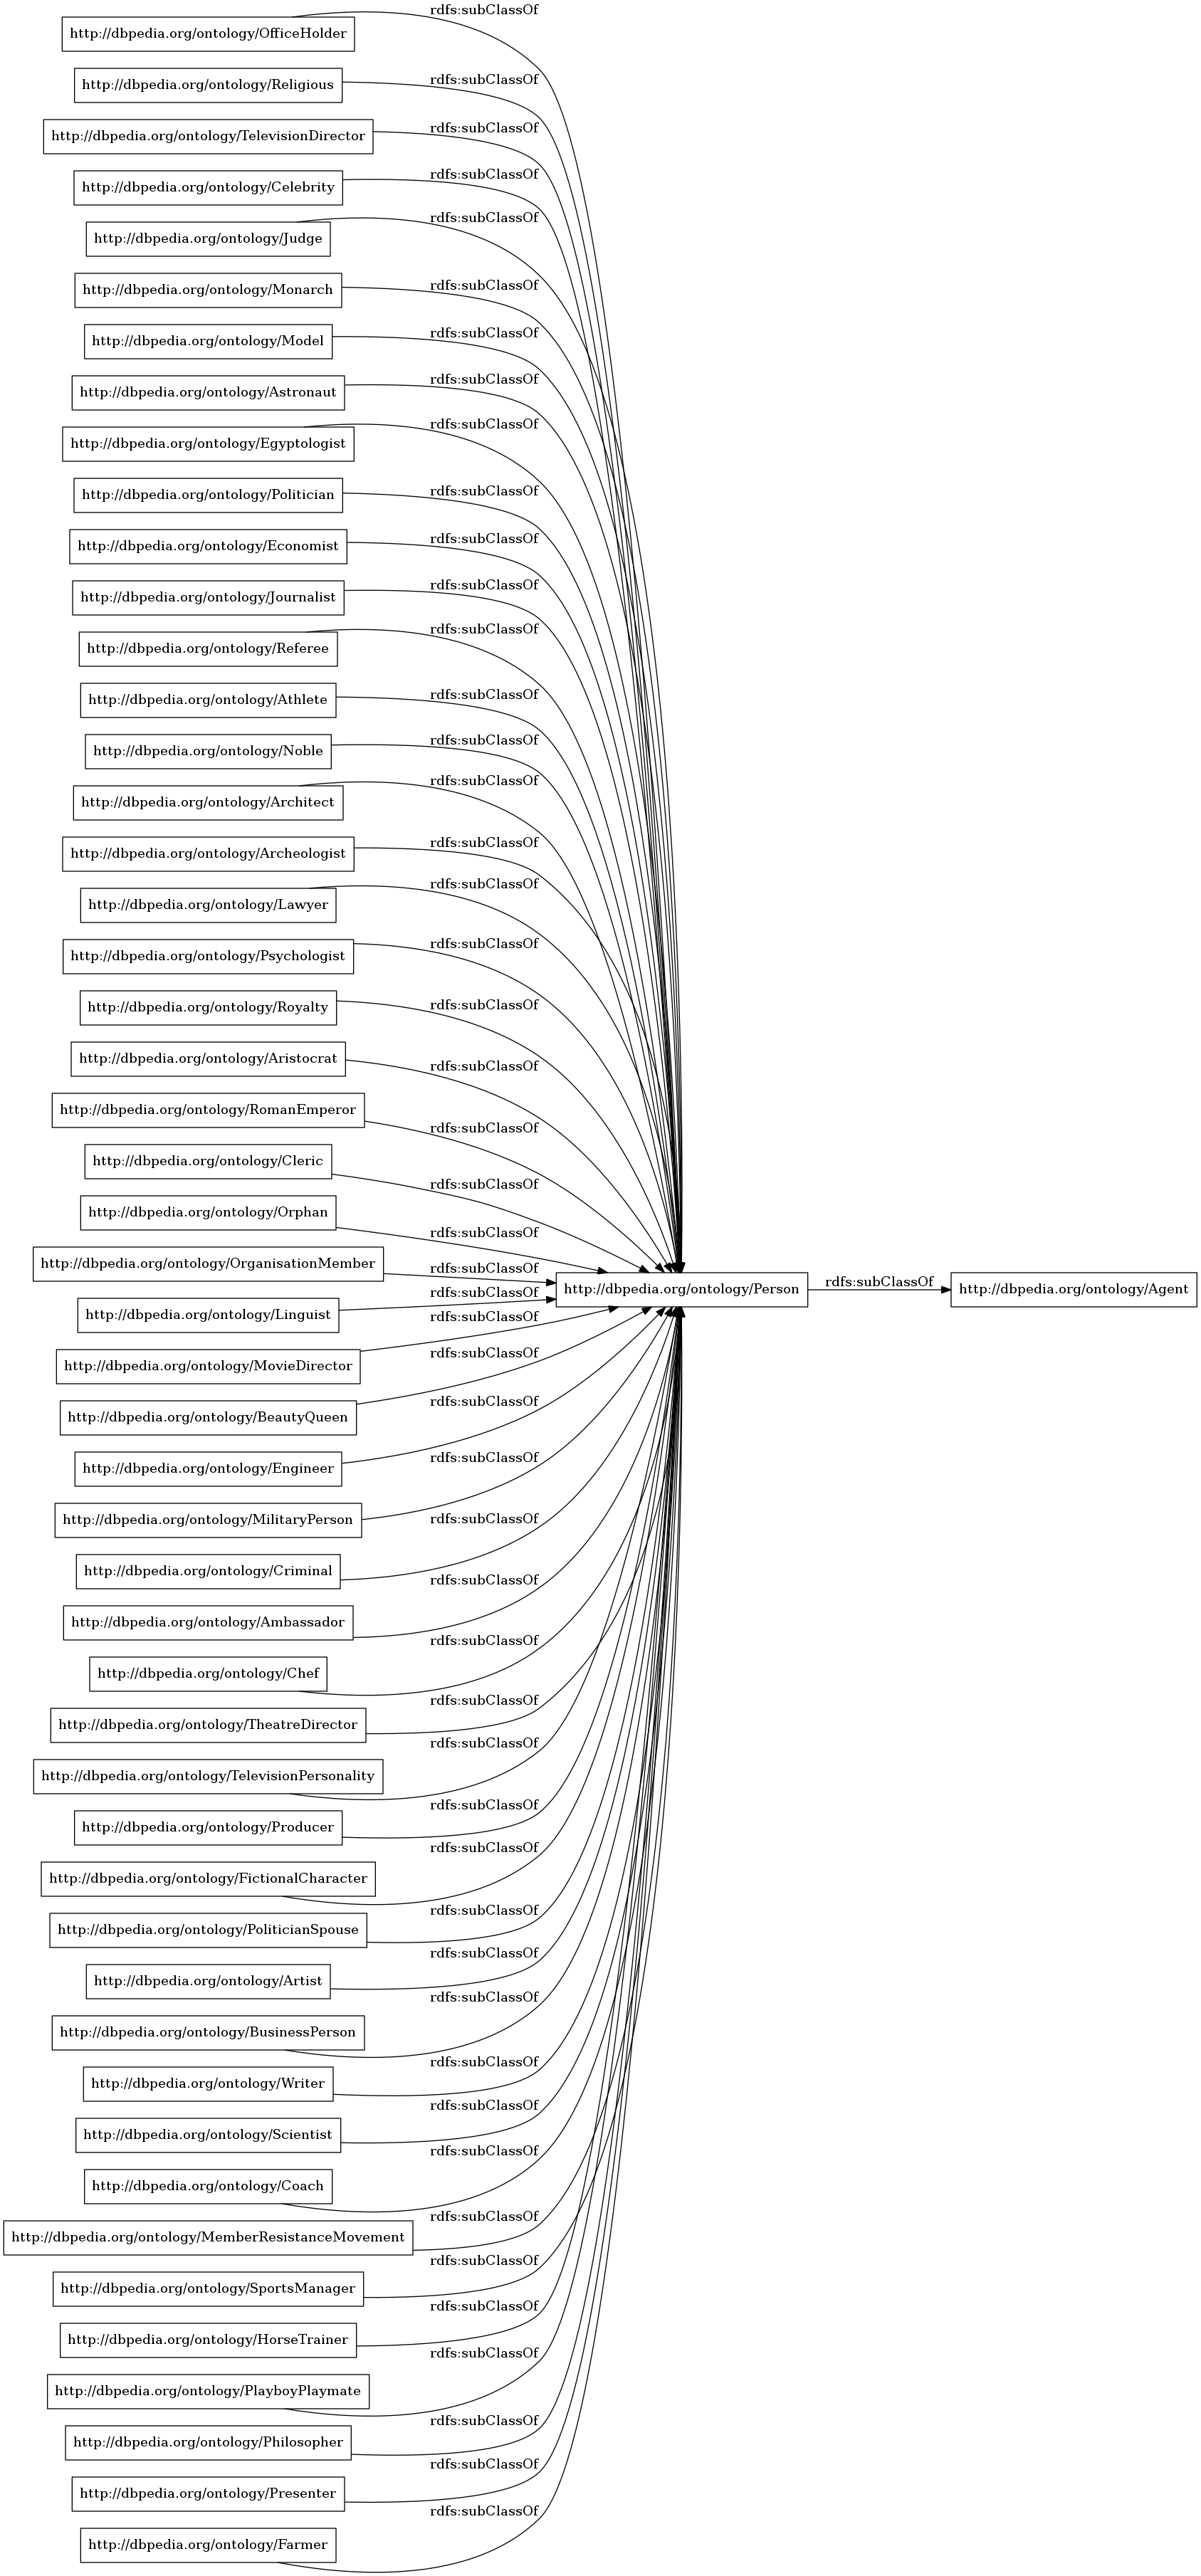 rdfs:subClassOf
http://dbpedia.org/ontology/OfficeHolder
rdfs:subClassOf
http://dbpedia.org/ontology/Religious
rdfs:subClassOf
http://dbpedia.org/ontology/TelevisionDirector
rdfs:subClassOf
http://dbpedia.org/ontology/Celebrity
rdfs:subClassOf
http://dbpedia.org/ontology/Judge
rdfs:subClassOf
http://dbpedia.org/ontology/Monarch
rdfs:subClassOf
http://dbpedia.org/ontology/Model
rdfs:subClassOf
http://dbpedia.org/ontology/Astronaut
rdfs:subClassOf
http://dbpedia.org/ontology/Egyptologist
rdfs:subClassOf
http://dbpedia.org/ontology/Politician
rdfs:subClassOf
http://dbpedia.org/ontology/Economist
rdfs:subClassOf
http://dbpedia.org/ontology/Journalist
rdfs:subClassOf
http://dbpedia.org/ontology/Referee
rdfs:subClassOf
http://dbpedia.org/ontology/Athlete
rdfs:subClassOf
http://dbpedia.org/ontology/Noble
rdfs:subClassOf
http://dbpedia.org/ontology/Architect
rdfs:subClassOf
http://dbpedia.org/ontology/Archeologist
rdfs:subClassOf
http://dbpedia.org/ontology/Lawyer
rdfs:subClassOf
http://dbpedia.org/ontology/Psychologist
rdfs:subClassOf
http://dbpedia.org/ontology/Royalty
rdfs:subClassOf
http://dbpedia.org/ontology/Aristocrat
rdfs:subClassOf
http://dbpedia.org/ontology/RomanEmperor
rdfs:subClassOf
http://dbpedia.org/ontology/Cleric
rdfs:subClassOf
http://dbpedia.org/ontology/Orphan
rdfs:subClassOf
http://dbpedia.org/ontology/OrganisationMember
rdfs:subClassOf
http://dbpedia.org/ontology/Person
rdfs:subClassOf
http://dbpedia.org/ontology/Agent
rdfs:subClassOf
http://dbpedia.org/ontology/Linguist
rdfs:subClassOf
http://dbpedia.org/ontology/MovieDirector
rdfs:subClassOf
http://dbpedia.org/ontology/BeautyQueen
rdfs:subClassOf
http://dbpedia.org/ontology/Engineer
rdfs:subClassOf
http://dbpedia.org/ontology/MilitaryPerson
rdfs:subClassOf
http://dbpedia.org/ontology/Criminal
rdfs:subClassOf
http://dbpedia.org/ontology/Ambassador
rdfs:subClassOf
http://dbpedia.org/ontology/Chef
rdfs:subClassOf
http://dbpedia.org/ontology/TheatreDirector
rdfs:subClassOf
http://dbpedia.org/ontology/TelevisionPersonality
rdfs:subClassOf
http://dbpedia.org/ontology/Producer
rdfs:subClassOf
http://dbpedia.org/ontology/FictionalCharacter
rdfs:subClassOf
http://dbpedia.org/ontology/PoliticianSpouse
rdfs:subClassOf
http://dbpedia.org/ontology/Artist
rdfs:subClassOf
http://dbpedia.org/ontology/BusinessPerson
rdfs:subClassOf
http://dbpedia.org/ontology/Writer
rdfs:subClassOf
http://dbpedia.org/ontology/Scientist
rdfs:subClassOf
http://dbpedia.org/ontology/Coach
rdfs:subClassOf
http://dbpedia.org/ontology/MemberResistanceMovement
rdfs:subClassOf
http://dbpedia.org/ontology/SportsManager
rdfs:subClassOf
http://dbpedia.org/ontology/HorseTrainer
rdfs:subClassOf
http://dbpedia.org/ontology/PlayboyPlaymate
rdfs:subClassOf
http://dbpedia.org/ontology/Philosopher
rdfs:subClassOf
http://dbpedia.org/ontology/Presenter
rdfs:subClassOf
http://dbpedia.org/ontology/Farmer